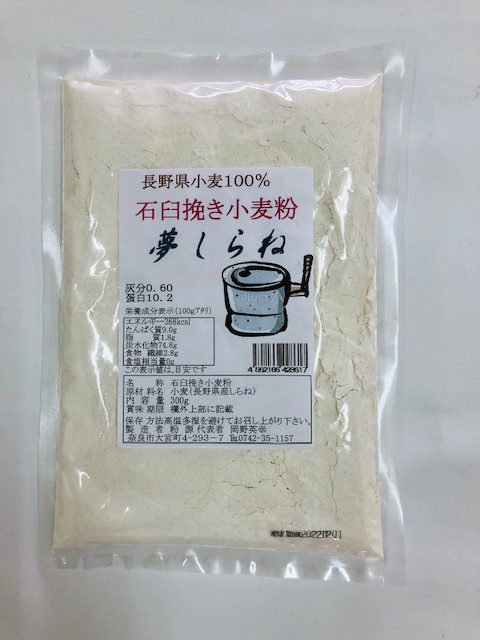 長野県小麦100%
石臼挽き小麦粉
夢しらね
灰分0.60
蛋白10.2
栄養成分表示(100gアタリ)
エネルギー368kcal
たんぱく質9.0g
脂 質1.8g
炭水化物74.8g
食物 繊維2.8g
食塩相当量0g
この表示値は、目安です
4 562166 428517
名 称 石臼挽き小麦粉
原材 料名 小麦(長野県産しらね)
内 容 量 300g
賞味 期限 欄外上部に記載
保存 方法高温多湿を避けてお召し上がり下さい。
製 造 者 粉 源 代表者 岡野英幸
奈良市大宮町4-293-7 ℡0742-35-1157